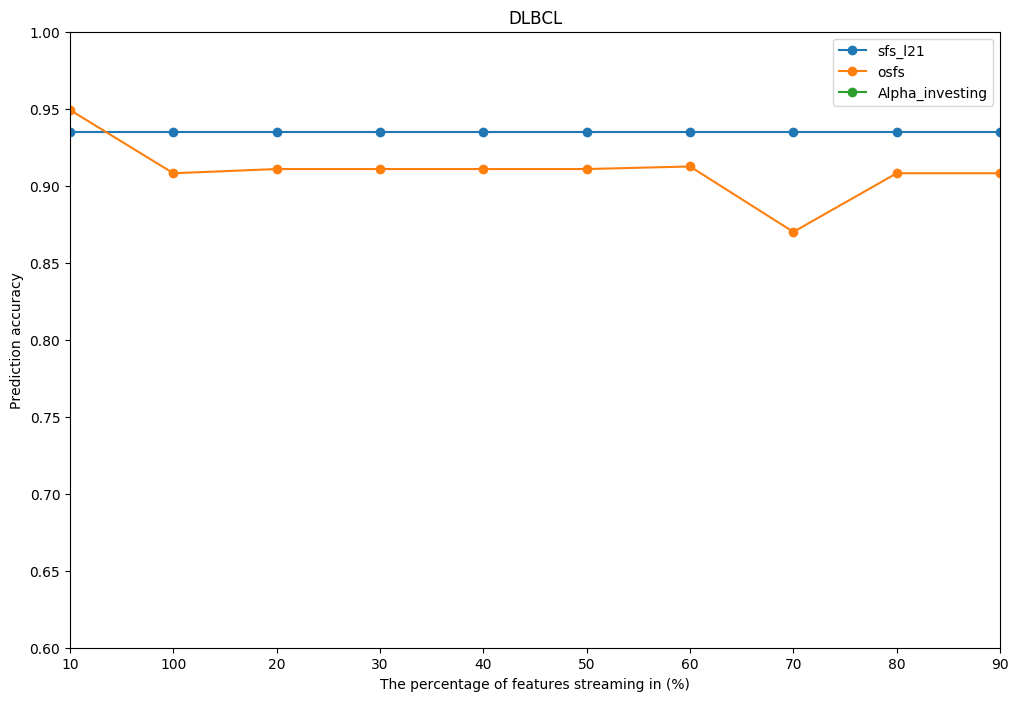 DLBCL
1.00
0.95
0.90
0.85
0.80
0.75
0.70
0.65
0.60
Prediction accuracy
sfs_l21
osfs
Alpha_investing
10 100 20 30 40 50 60 70 80 90
The percentage of features streaming in (%)